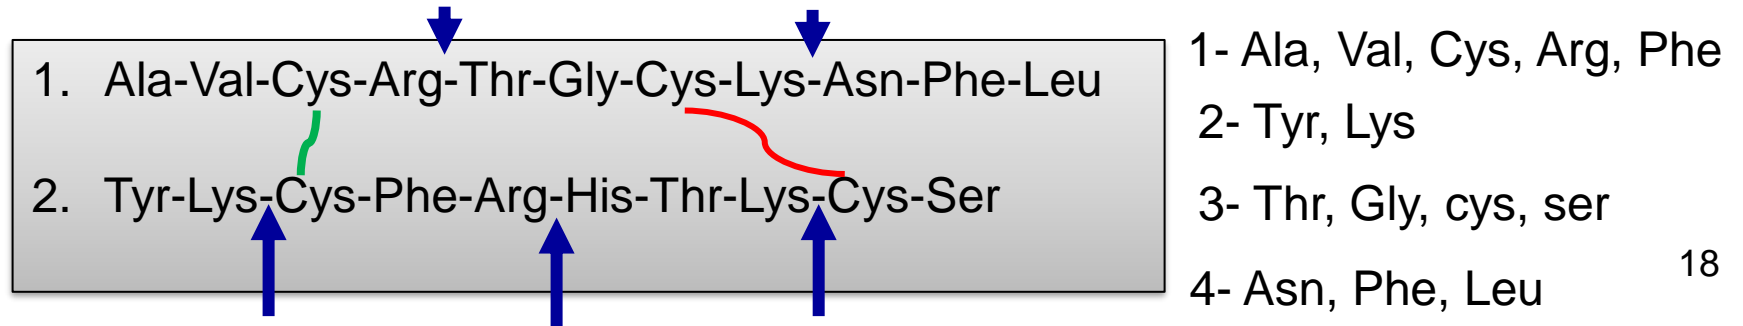 1. Ala-Val-Cys-Arg-Thr-Gly-Cys-Lys-Asn-Phe-Leu
2. Tyr-Lys-Cys-Phe-Arg-His-Thr-Lys-Cys-Ser
1- Ala, Val, Cys, Arg, Phe
2- Tyr, Lys
3- Thr, Gly, cys, ser
4- Asn, Phe, Leu
18